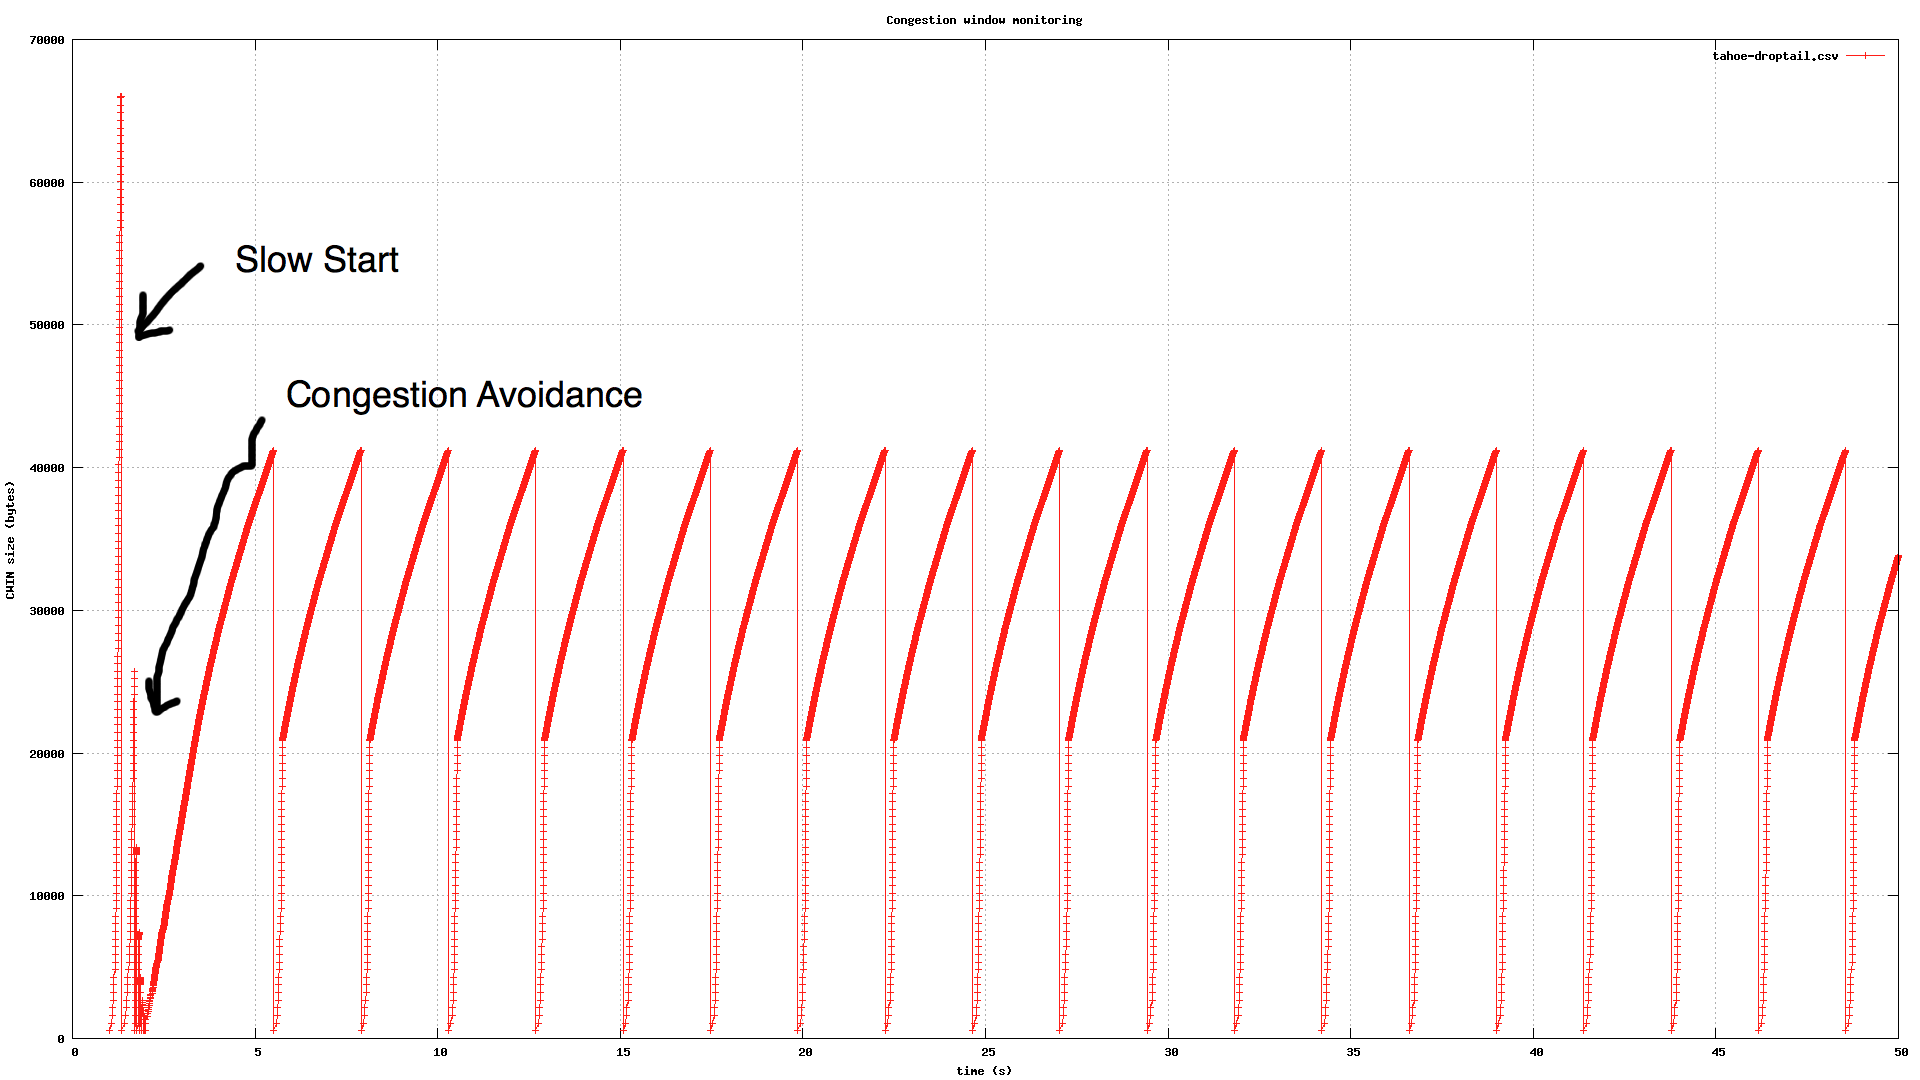 Congestion window monitoring
tahoe-droptail.csv
70000
60000
50000
40000
30000
20000
10000
0
CWIN size (bytes)
Slow Start
Congestion Avoidance
0 5 10 15 20 25 30 35 40 45 50
time (s)